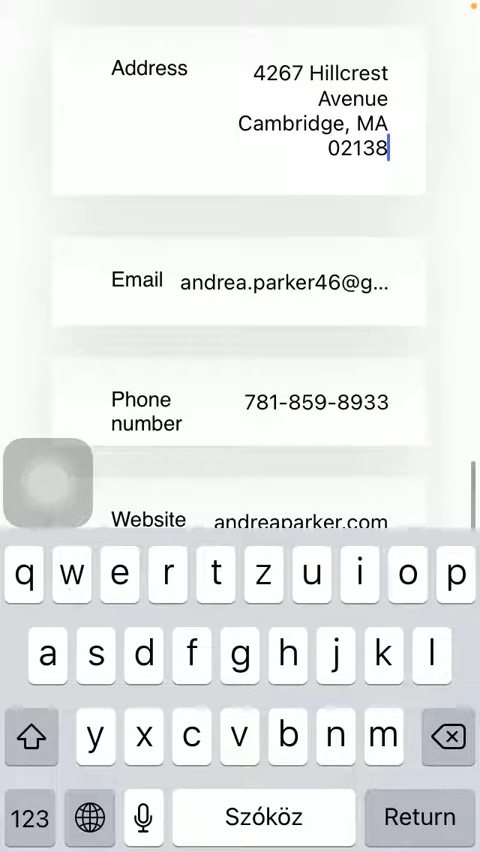 Address
4267 Hillcrest
Avenue
Cambridge, MA
02138
Email
andrea.parker46@g...
Phone
number
781-859-8933
Website
andreaparker.com
q w e r t z u i o p
a s d f g h j k l
y x c v b n m
123
Szóköz
Return